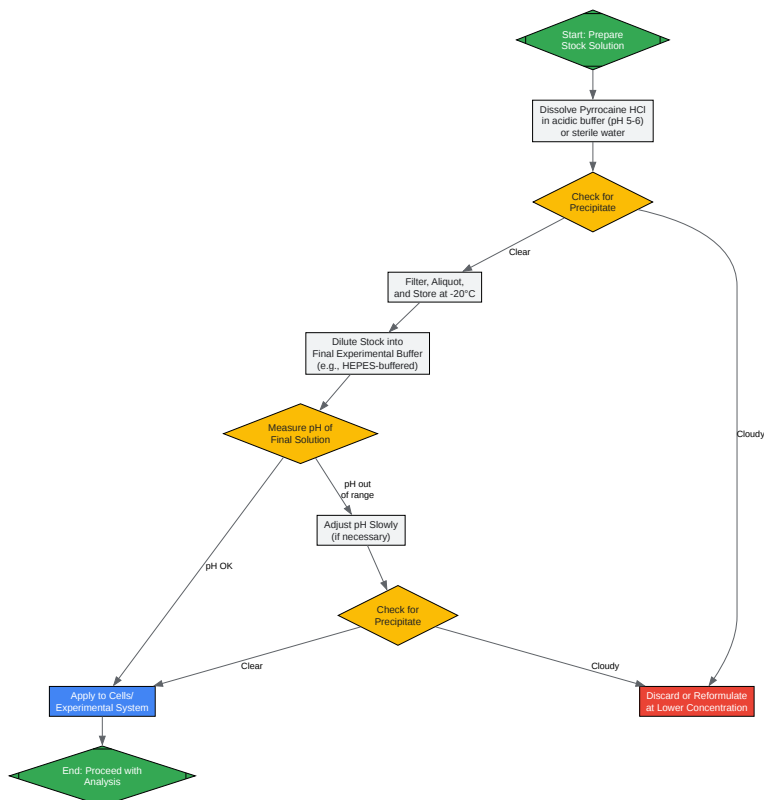 Start: Prepare
Stock Solution
Dissolve Pyrrocaine HCl
in acidic buffer (pH 5-6)
or sterile water
Check for
Precipitate
Clear
Filter, Aliquot,
and Store at -20°C
Dilute Stock into
Final Experimental Buffer
(e.g., HEPES-buffered)
Measure pH of
Final Solution
Cloudy
pH out
of range
Adjust pH Slowly
(if necessary)
pH OK
Check for
Precipitate
Clear
Cloudy
Apply to Cells/
Experimental System
Discard or Reformulate
at Lower Concentration
End: Proceed with
Analysis